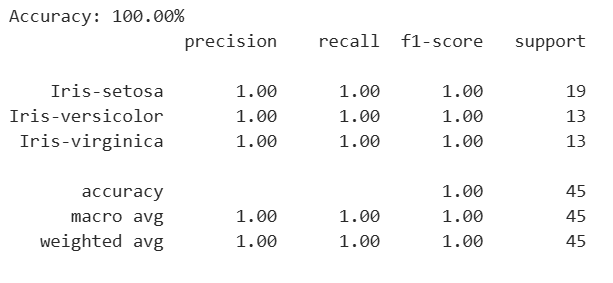 Accuracy: 100.00%
precision recall f1-score support
Iris-setosa 1.00 1.00 1.00 19
Iris-versicolor 1.00 1.00 1.00 13
Iris-virginica 1.00 1.00 1.00 13
accuracy 1.00 45
macro avg 1.00 1.00 1.00 45
weighted avg 1.00 1.00 1.00 45